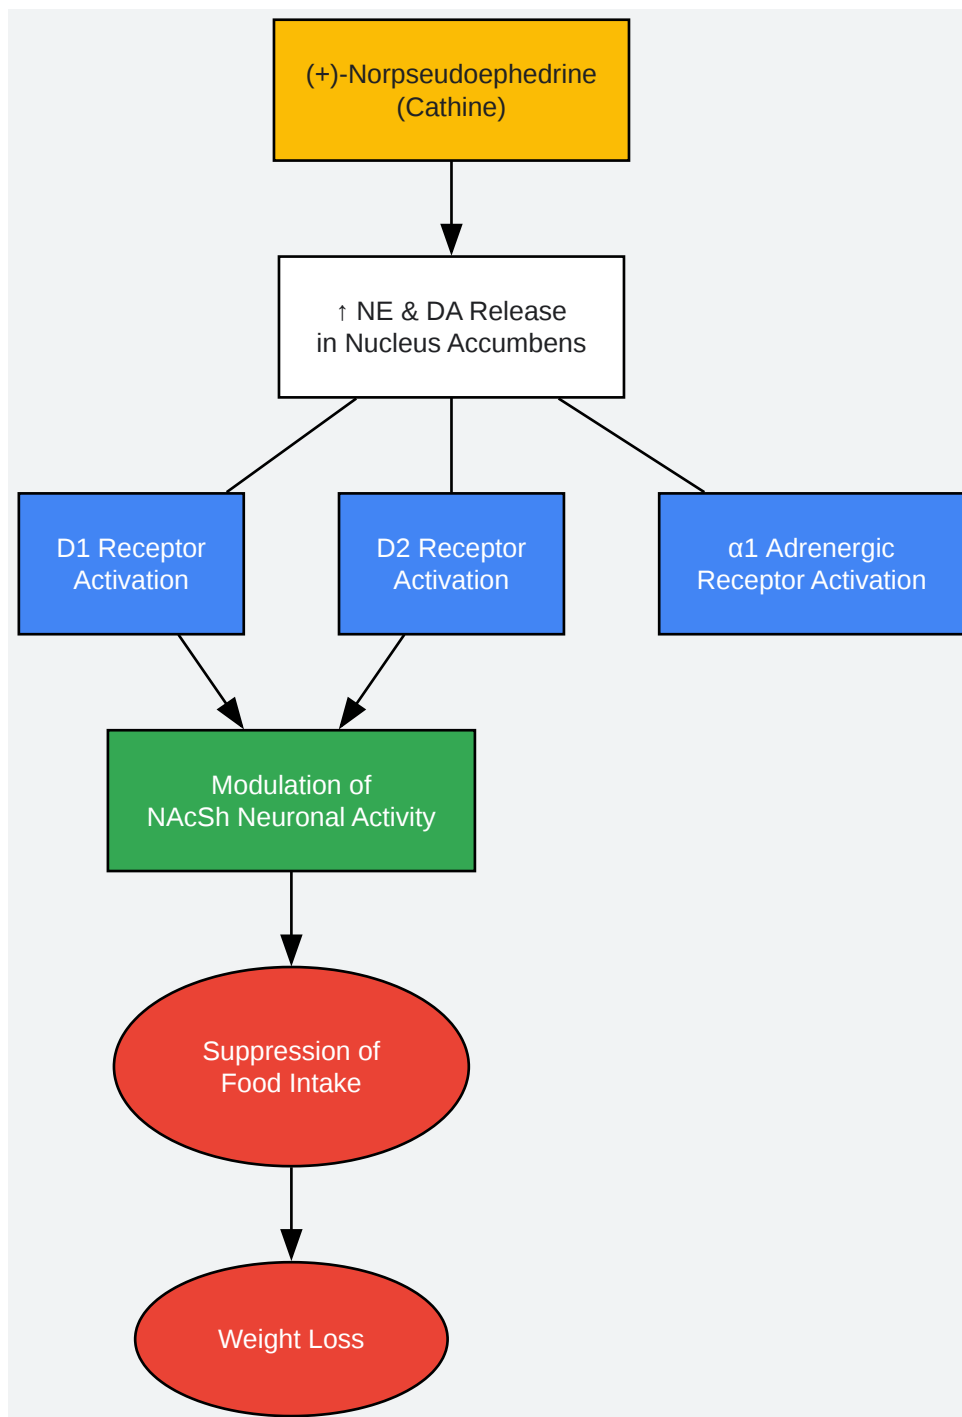 (+)-Norpseudoephedrine
(Cathine)
↑ NE & DA Release
in Nucleus Accumbens
D1 Receptor
Activation
D2 Receptor
Activation
α1 Adrenergic
Receptor Activation
Modulation of
NAcSh Neuronal Activity
Suppression of
Food Intake
Weight Loss